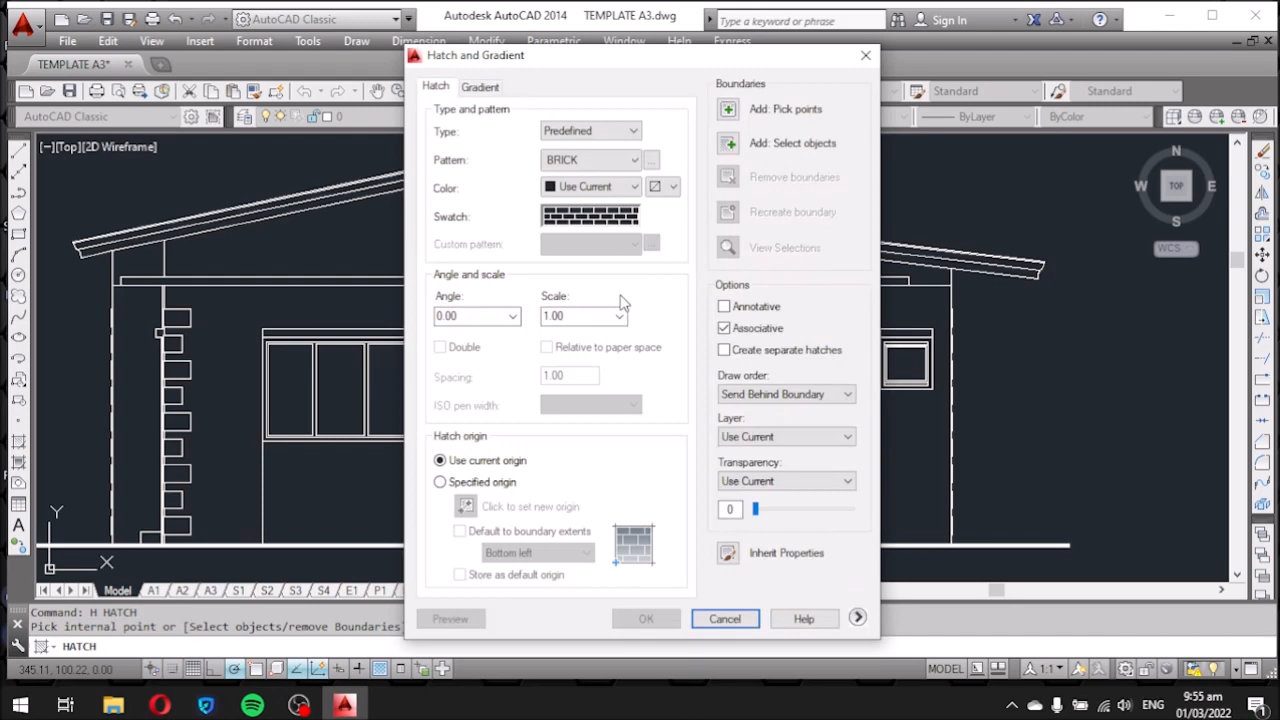 AutoCAD Classic
Autodesk AutoCAD 2014 TEMPLATE A3.dwg
Type a keyword or phrase
Sign In
File Edit View Insert Format Tools Draw Dimension Modify Parametric Window Help Express
TEMPLATE A3*
Hatch and Gradient
Standard Standard
AutoCAD Classic
0
ByLayer ByColor
[−][Top][2D Wireframe]
Hatch Gradient
Type and pattern
Type: Predefined
Pattern: BRICK
Color: Use Current
Swatch:
Custom pattern:
Angle and scale
Angle: Scale:
0.00 1.00
Double Relative to paper space
Spacing: 1.00
ISO pen width:
Hatch origin
Use current origin
Specified origin
Click to set new origin
Default to boundary extents
Bottom left
Store as default origin
Boundaries
Add: Pick points
Add: Select objects
Remove boundaries
Recreate boundary
View Selections
Options
Annotative
Associative
Create separate hatches
Draw order:
Send Behind Boundary
Layer:
Use Current
Transparency:
Use Current
0
Inherit Properties
Preview OK Cancel Help
N
W TOP E
S
WCS
Y
X
Model A1 A2 A3 S1 S2 S3 S4 E1 P1
Command: H HATCH
Pick internal point or [Select objects/remove Boundaries]
HATCH
345.11, 100.22, 0.00
MODEL
1:1
ENG
9:55 am
01/03/2022
1